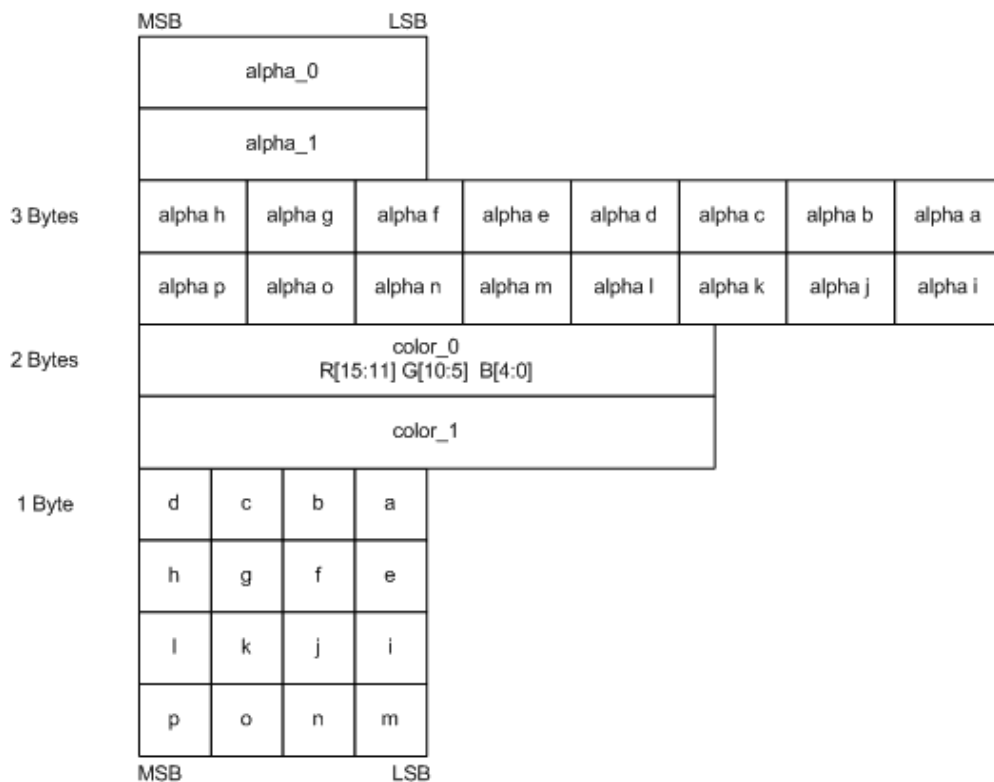 MSB LSB
alpha_0
alpha_1
3 Bytes alpha h alpha g alpha f alpha e alpha d alpha c alpha b alpha a
alpha p alpha o alpha n alpha m alpha l alpha k alpha j alpha i
2 Bytes color_0
R[15:11] G[10:5] B[4:0]
color_1
1 Byte d c b a
h g f e
l k j i
p o n m
MSB LSB